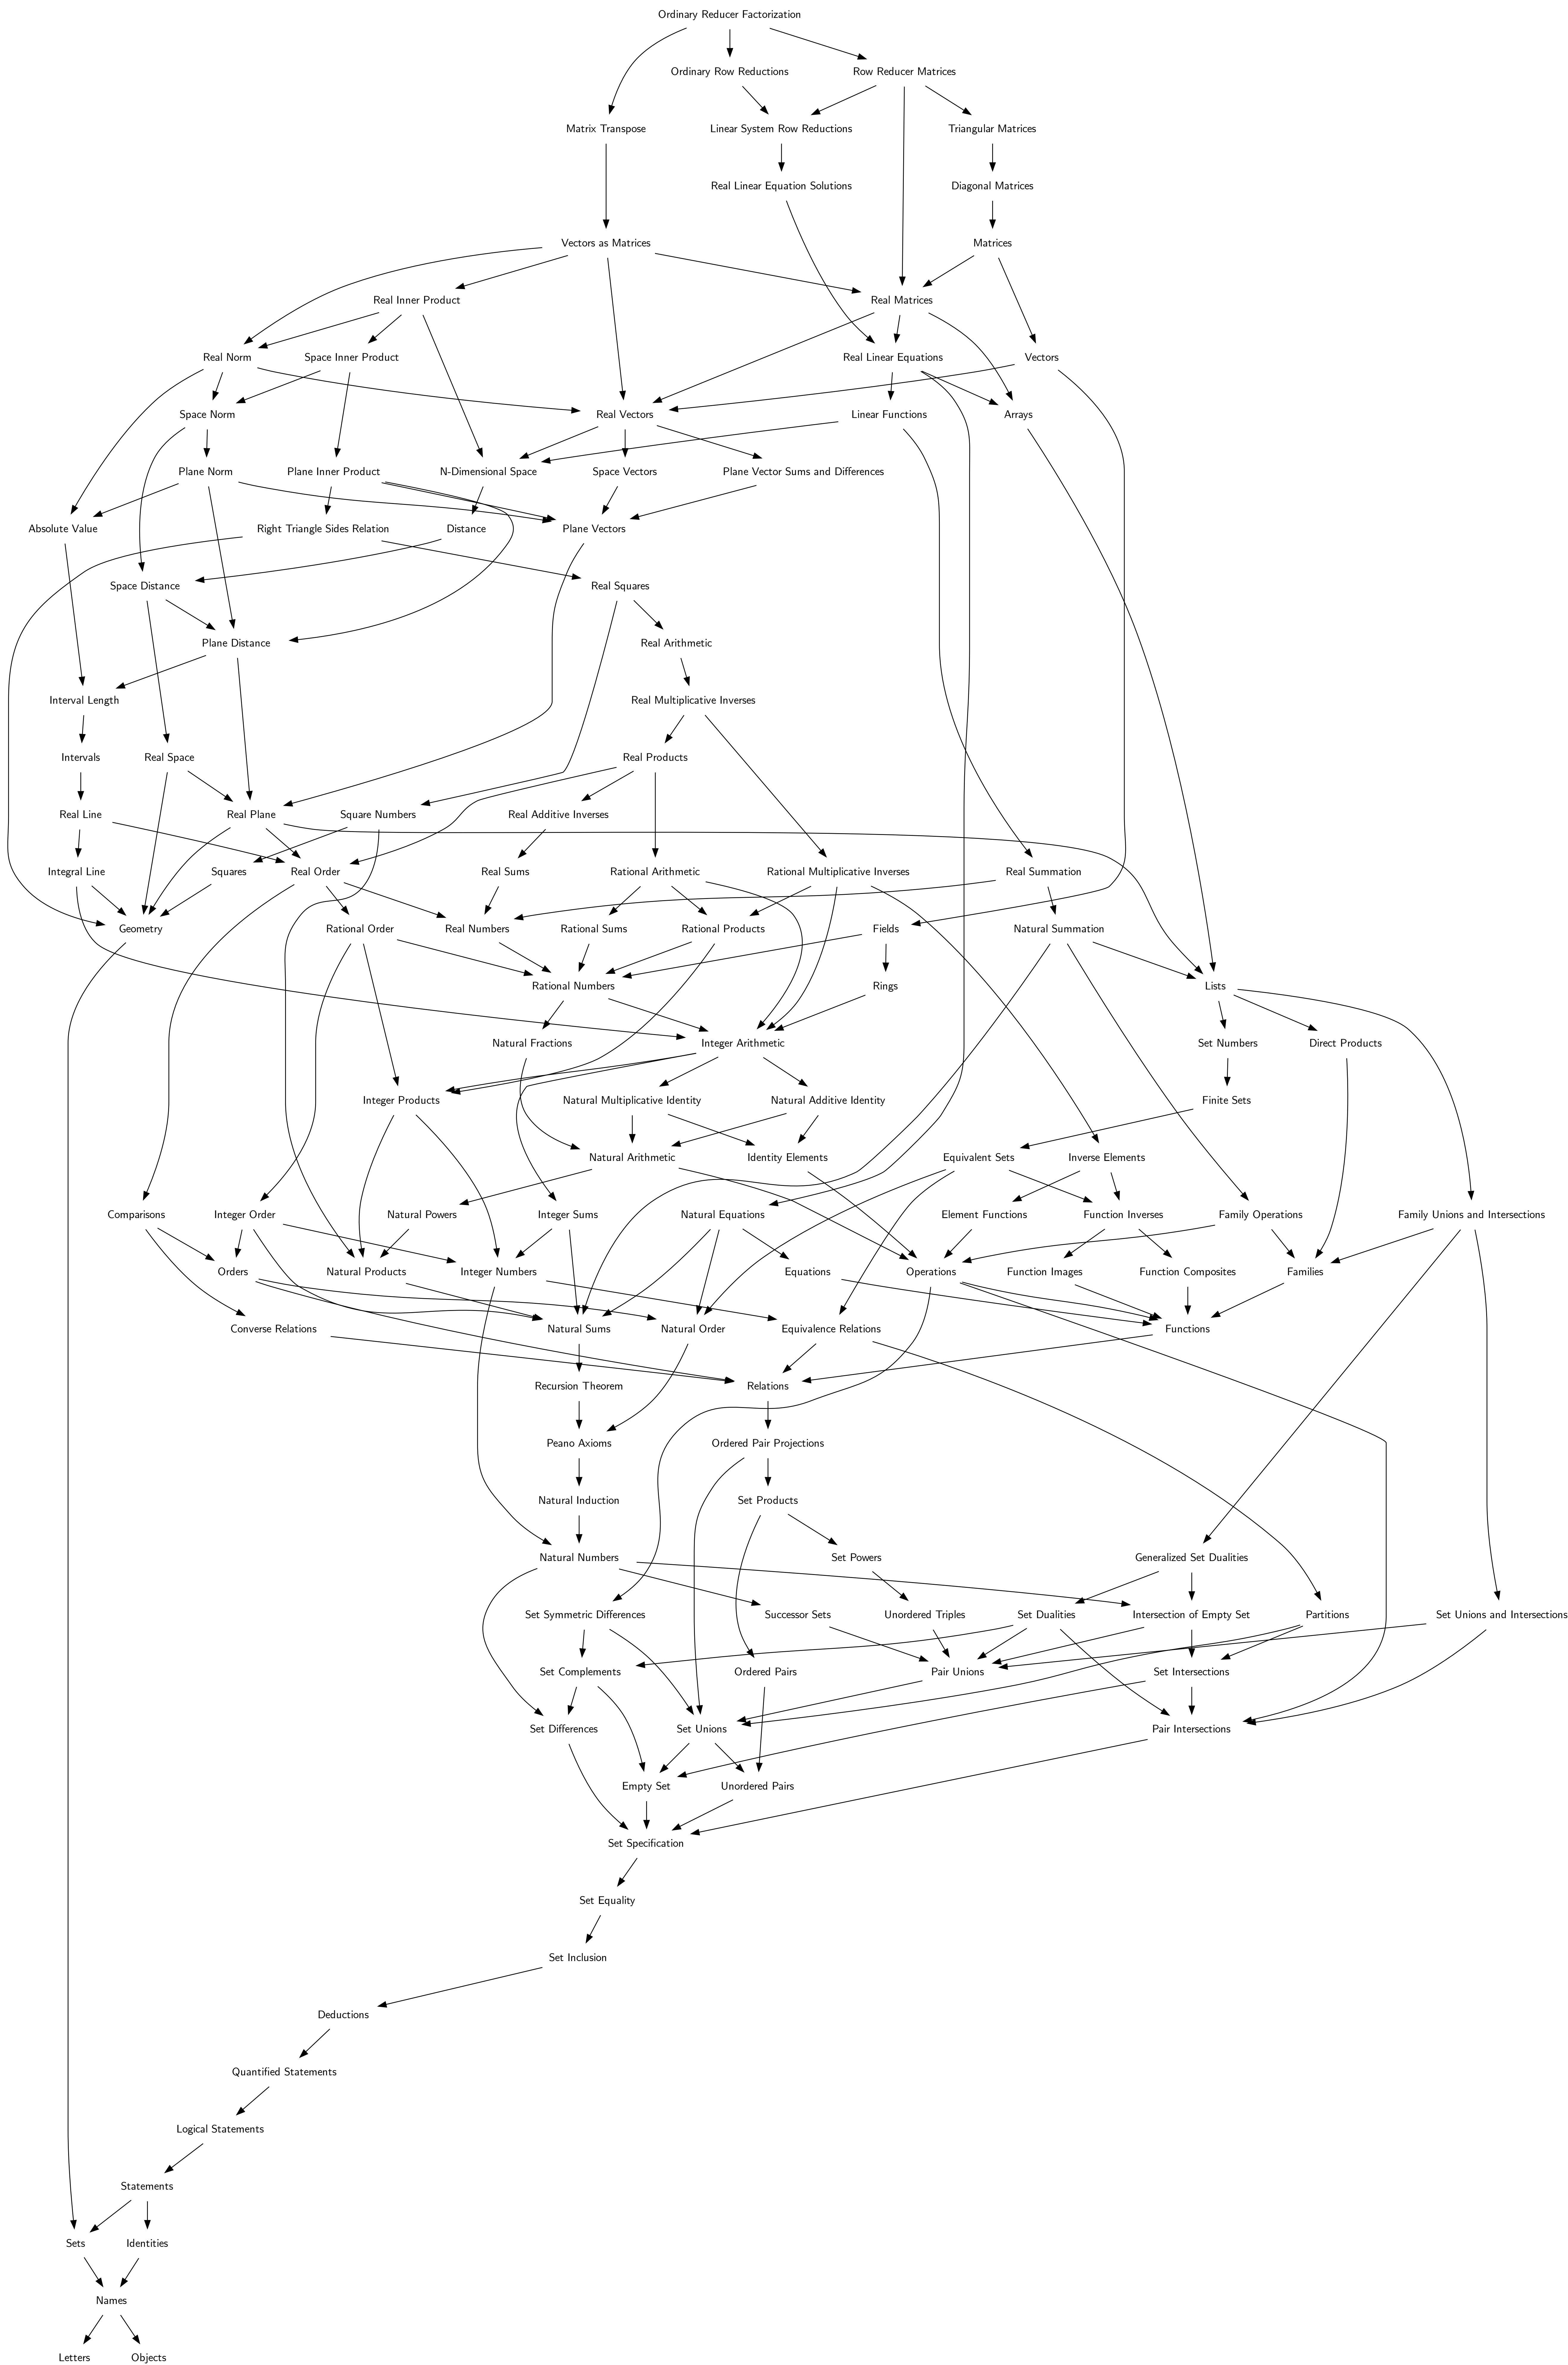 Ordinary Reducer Factorization
Ordinary Row Reductions
Row Reducer Matrices
Matrix Transpose
Linear System Row Reductions
Triangular Matrices
Real Linear Equation Solutions
Diagonal Matrices
Vectors as Matrices
Matrices
Real Inner Product
Real Matrices
Real Norm
Space Inner Product
Real Linear Equations
Vectors
Space Norm
Real Vectors
Linear Functions
Arrays
Plane Norm
Plane Inner Product
N-Dimensional Space
Space Vectors
Plane Vector Sums and Differences
Absolute Value
Right Triangle Sides Relation
Distance
Plane Vectors
Space Distance
Real Squares
Plane Distance
Real Arithmetic
Interval Length
Real Multiplicative Inverses
Intervals
Real Space
Real Products
Real Line
Real Plane
Square Numbers
Real Additive Inverses
Integral Line
Squares
Real Order
Real Sums
Rational Arithmetic
Rational Multiplicative Inverses
Real Summation
Geometry
Rational Order
Real Numbers
Rational Sums
Rational Products
Fields
Natural Summation
Rational Numbers
Rings
Lists
Natural Fractions
Integer Arithmetic
Set Numbers
Direct Products
Integer Products
Natural Multiplicative Identity
Natural Additive Identity
Finite Sets
Natural Arithmetic
Identity Elements
Equivalent Sets
Inverse Elements
Comparisons
Integer Order
Natural Powers
Integer Sums
Natural Equations
Element Functions
Function Inverses
Family Operations
Family Unions and Intersections
Orders
Natural Products
Integer Numbers
Equations
Operations
Function Images
Function Composites
Families
Converse Relations
Natural Sums
Natural Order
Equivalence Relations
Functions
Recursion Theorem
Relations
Peano Axioms
Ordered Pair Projections
Natural Induction
Set Products
Natural Numbers
Set Powers
Generalized Set Dualities
Set Symmetric Differences
Successor Sets
Unordered Triples
Set Dualities
Intersection of Empty Set
Partitions
Set Unions and Intersections
Set Complements
Ordered Pairs
Pair Unions
Set Intersections
Set Differences
Set Unions
Pair Intersections
Empty Set
Unordered Pairs
Set Specification
Set Equality
Set Inclusion
Deductions
Quantified Statements
Logical Statements
Statements
Sets
Identities
Names
Letters
Objects